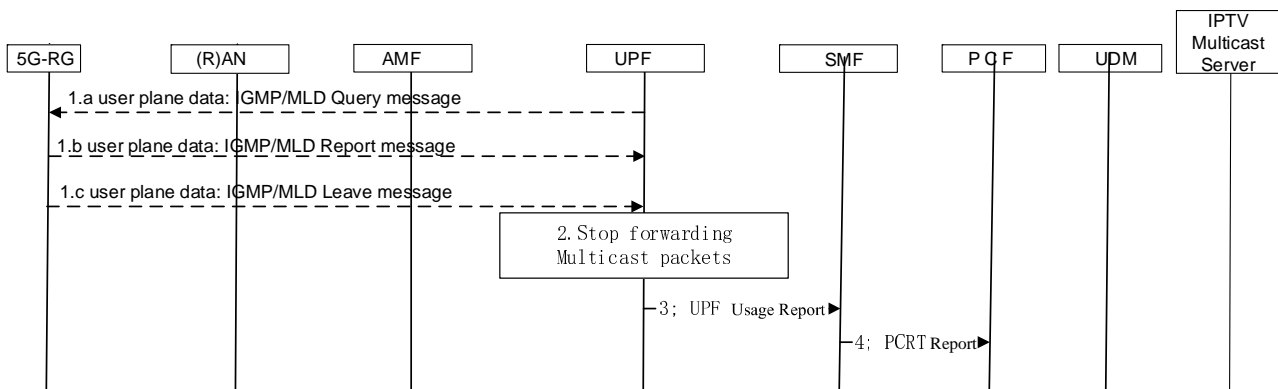 IPTV
Multicast
Server
5G-RG
(R)AN
AMF
UPF
SMF
PCF
UDM
1.a user plane data: IGMP/MLD Query message
1.b user plane data: IGMP/MLD Report message
1.c user plane data: IGMP/MLD Leave message
2.Stop forwarding
Multicast packets
3; UPF Usage Report
4; PCRT Report